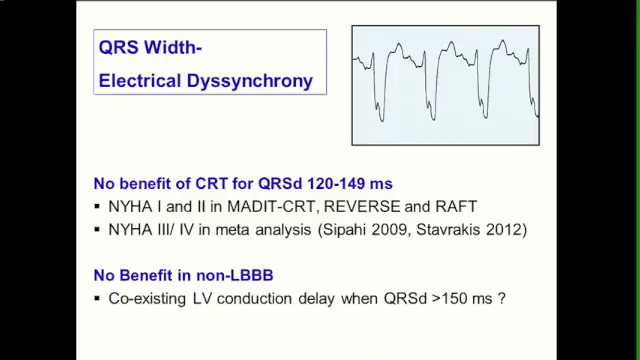 QRS Width-
Electrical Dyssynchrony
No benefit of CRT for QRSd 120-149 ms
▪ NYHA I and II in MADIT-CRT, REVERSE and RAFT
▪ NYHA III/ IV in meta analysis (Sipahi 2009, Stavrakis 2012)
No Benefit in non-LBBB
▪ Co-existing LV conduction delay when QRSd >150 ms ?